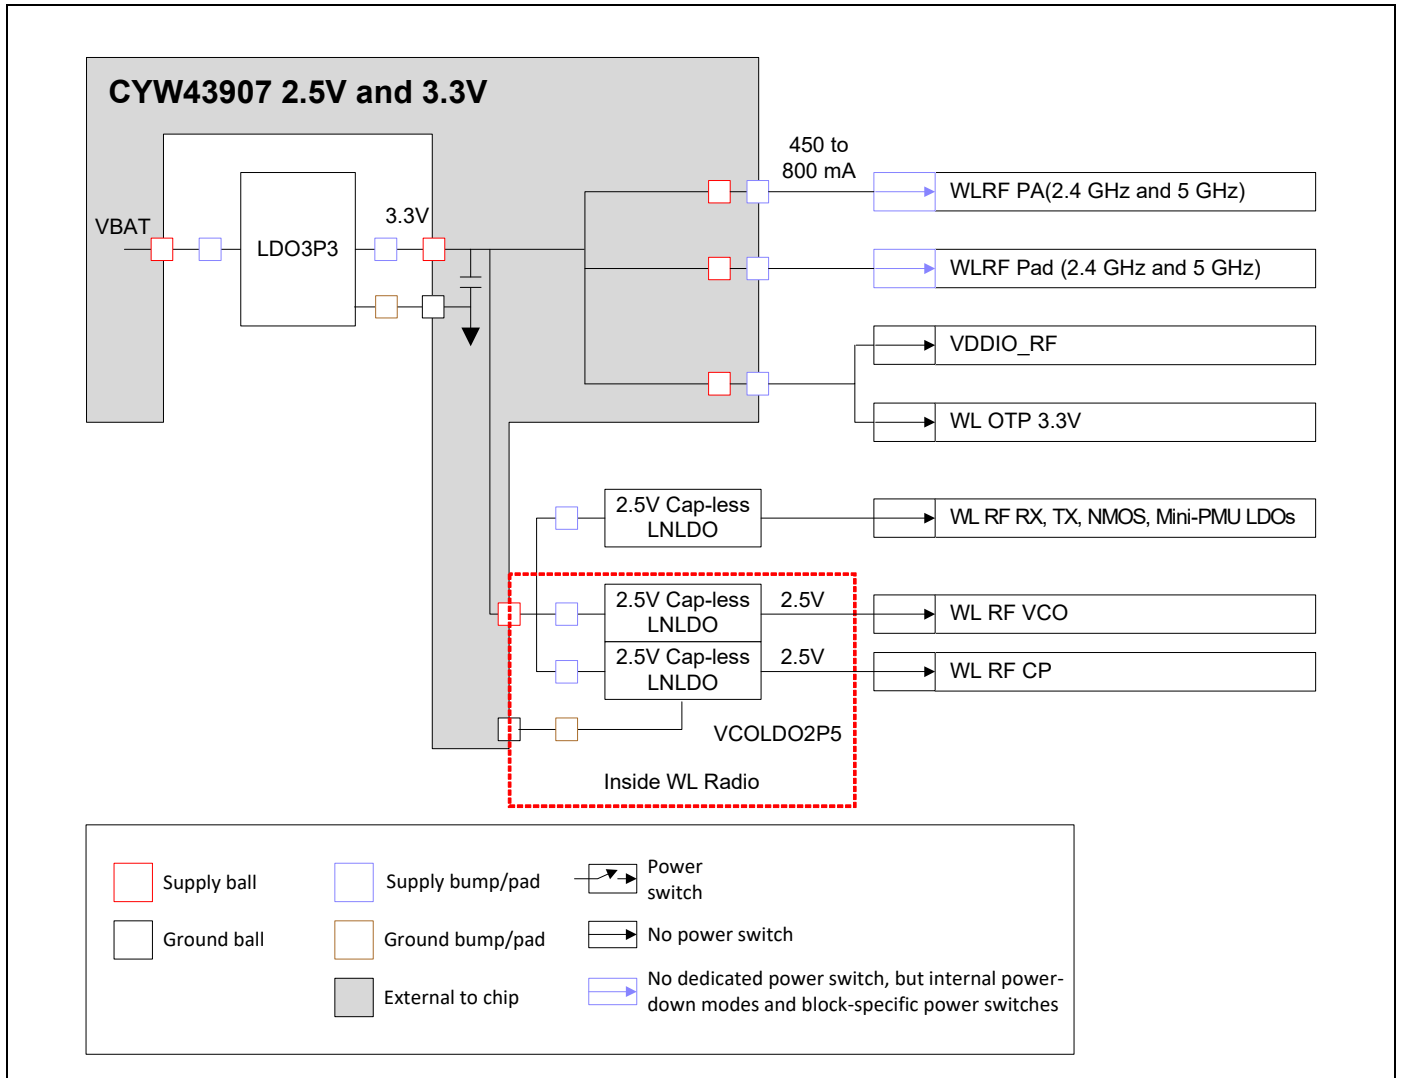 CYW43907 2.5V and 3.3V
450 to
800 mA
WLRF PA(2.4 GHz and 5 GHz)
VBAT
LDO3P3
3.3V
WLRF Pad (2.4 GHz and 5 GHz)
VDDIO_RF
WL OTP 3.3V
2.5V Cap-less
LNLDO
WL RF RX, TX, NMOS, Mini-PMU LDOs
2.5V Cap-less
LNLDO
2.5V
WL RF VCO
2.5V Cap-less
LNLDO
2.5V
WL RF CP
VCOLDO2P5
Inside WL Radio
Supply ball
Supply bump/pad
Power
switch
Ground ball
Ground bump/pad
No power switch
External to chip
No dedicated power switch, but internal power-
down modes and block-specific power switches